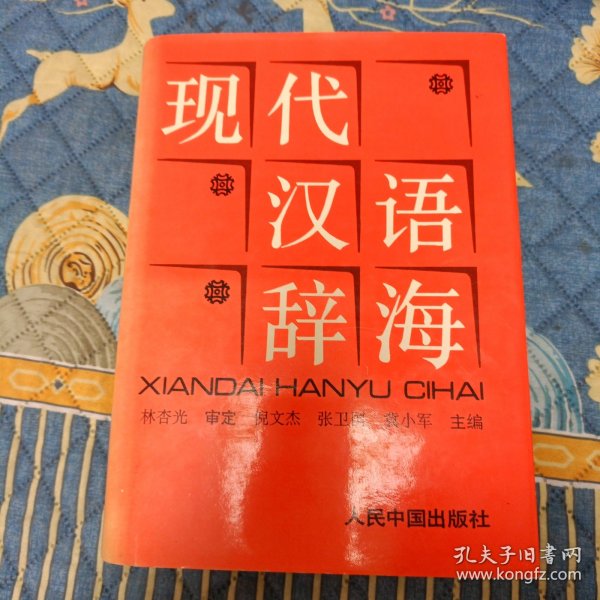 现代
汉语
辞海
XIANDAI HANYU CIHAI
林杏光 审定 倪文杰 张卫国 冀小军 主编
人民中国出版社
孔夫子旧书网
www.kongfz.com